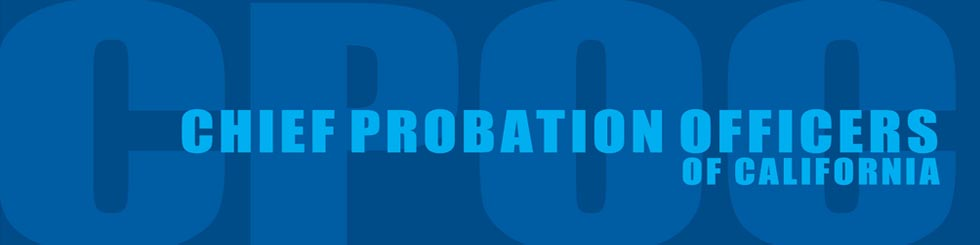 CPOC
CHIEF PROBATION OFFICERS
OF CALIFORNIA